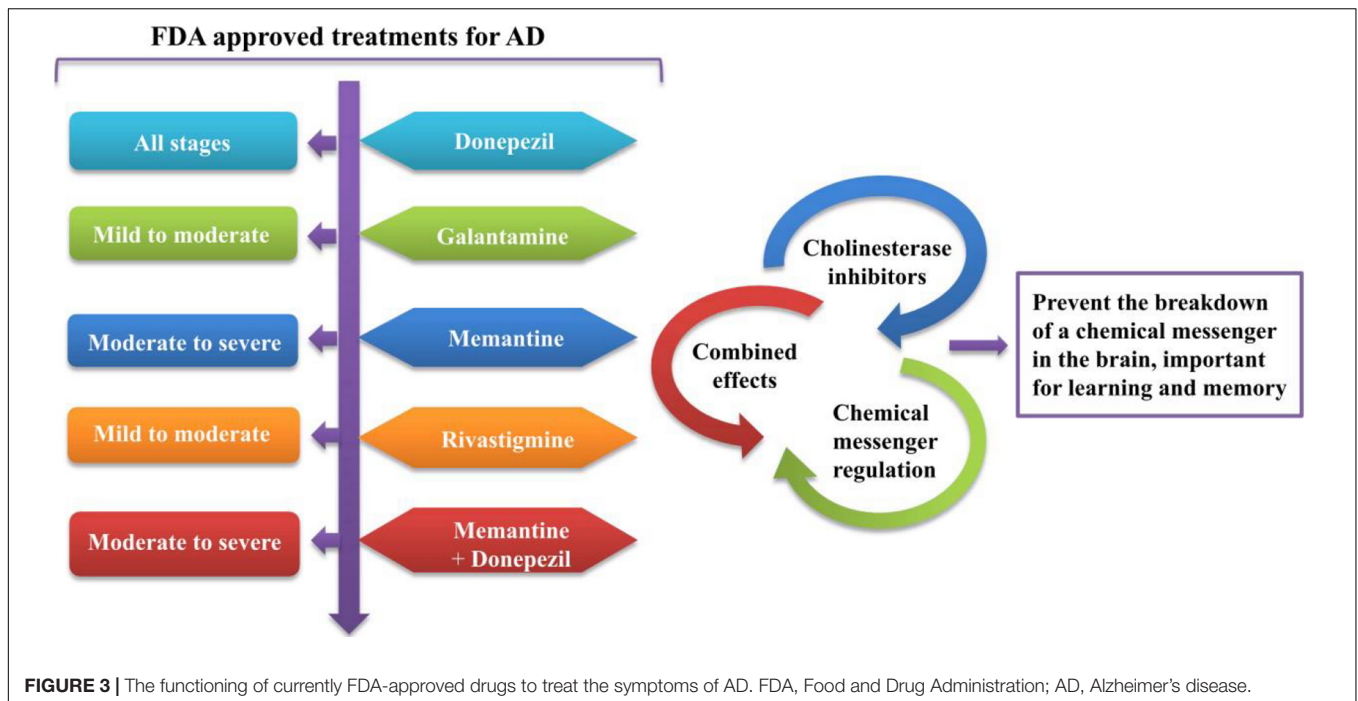 FDA approved treatments for AD
All stages
Donepezil
Mild to moderate
Galantamine
Moderate to severe
Memantine
Mild to moderate
Rivastigmine
Moderate to severe
Memantine
+ Donepezil
Cholinesterase
inhibitors
Combined
effects
Chemical
messenger
regulation
Prevent the breakdown
of a chemical messenger
in the brain, important
for learning and memory
FIGURE 3 | The functioning of currently FDA-approved drugs to treat the symptoms of AD. FDA, Food and Drug Administration; AD, Alzheimer’s disease.